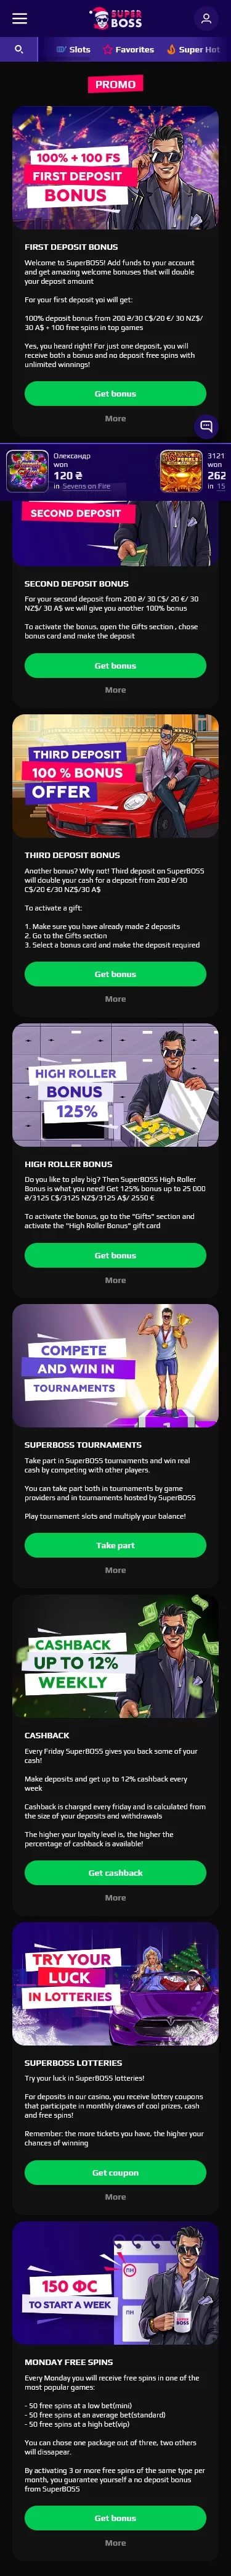 SUPER
BOSS
Slots
Favorites
Super Hot
PROMO
100% + 100 FS
FIRST DEPOSIT
BONUS
FIRST DEPOSIT BONUS
Welcome to SuperBOSS! Add funds to your account
and get amazing welcome bonuses that will double
your deposit amount
For your first deposit yoi will get:
100% deposit bonus from 200 ₴/30 C$/20 €/ 30 NZ$/
30 A$ + 100 free spins in top games
Yes, you heard right! For just one deposit, you will
receive both a bonus and no deposit free spins with
unlimited winnings!
Get bonus
More
Олександр
won
120 ₴
in Sevens on Fire
3121
won
262
in 15
SECOND DEPOSIT
SECOND DEPOSIT BONUS
For your second deposit from 200 ₴/ 30 C$/ 20 €/ 30
NZ$/ 30 A$ we will give you another 100% bonus
To activate the bonus, open the Gifts section , chose
bonus card and make the deposit
Get bonus
More
THIRD DEPOSIT
100 % BONUS
OFFER
THIRD DEPOSIT BONUS
Another bonus? Why not! Third deposit on SuperBOSS
will double your cash for a deposit from 200 ₴/30
C$/20 €/30 NZ$/30 A$
To activate a gift:
1. Make sure you have already made 2 deposits
2. Go to the Gifts section
3. Select a bonus card and make the deposit required
Get bonus
More
HIGH ROLLER
BONUS
125%
HIGH ROLLER BONUS
Do you like to play big? Then SuperBOSS High Roller
Bonus is what you need! Get 125% bonus up to 25 000
₴/3125 C$/3125 NZ$/3125 A$/ 2550 €
To activate the bonus, go to the "Gifts" section and
activate the "High Roller Bonus" gift card
Get bonus
More
COMPETE
AND WIN IN
TOURNAMENTS
1
SUPERBOSS TOURNAMENTS
Take part in SuperBOSS tournaments and win real
cash by competing with other players.
You can take part both in tournaments by game
providers and in tournaments hosted by SuperBOSS
Play tournament slots and multiply your balance!
Take part
More
CASHBACK
UP TO 12%
WEEKLY
CASHBACK
Every Friday SuperBOSS gives you back some of your
cash!
Make deposits and get up to 12% cashback every
week
Cashback is charged every friday and is calculated from
the size of your deposits and withdrawals
The higher your loyalty level is, the higher the
percentage of cashback is available!
Get cashback
More
TRY YOUR
LUCK
IN LOTTERIES
SUPERBOSS LOTTERIES
Try your luck in SuperBOSS lotteries!
For deposits in our casino, you receive lottery coupons
that participate in monthly draws of cool prizes, cash
and free spins!
Remember: the more tickets you have, the higher your
chances of winning
Get coupon
More
150 ФС
TO START A WEEK
ПН
ПН
SUPER
BOSS
MONDAY FREE SPINS
Every Monday you will receive free spins in one of the
most popular games:
- 50 free spins at a low bet(mini)
- 50 free spins at an average bet(standard)
- 50 free spins at a high bet(vip)
You can chose one package out of three, two others
will dissapear.
By activating 3 or more free spins of the same type per
month, you guarantee yourself a no deposit bonus
from SuperBOSS
Get bonus
More